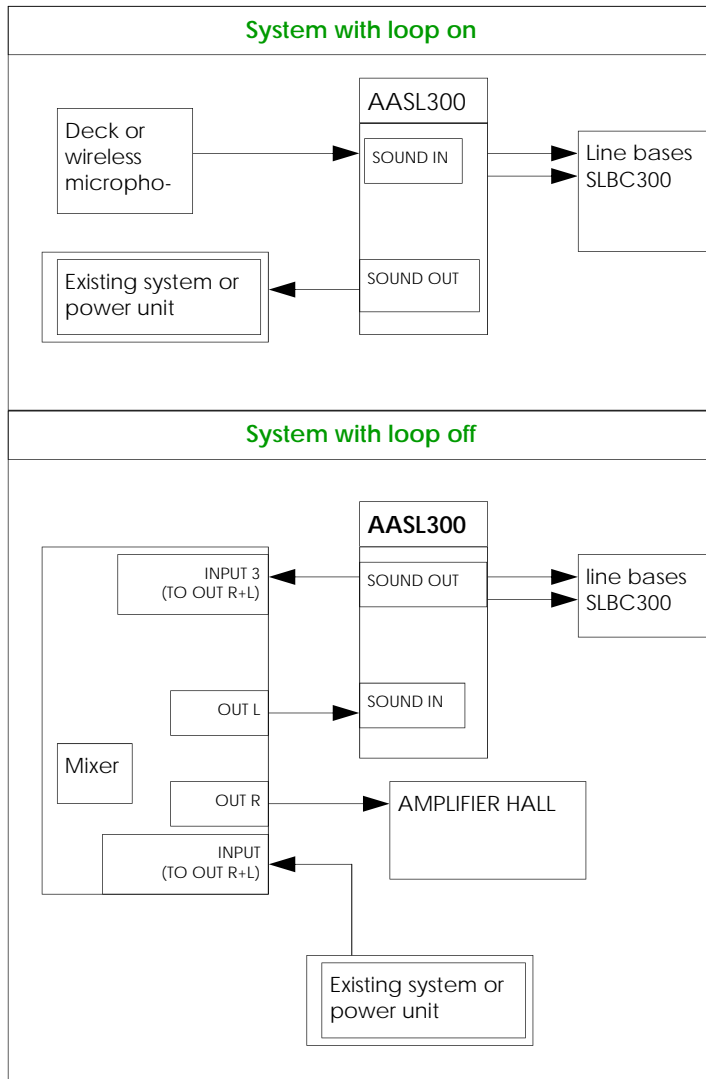 System with loop on
AASL300
Deck or
wireless
micropho-
SOUND IN
Line bases
SLBC300
Existing system or
power unit
SOUND OUT
System with loop off
AASL300
INPUT 3
(TO OUT R+L)
SOUND OUT
line bases
SLBC300
OUT L
SOUND IN
Mixer
OUT R
AMPLIFIER HALL
INPUT
(TO OUT R+L)
Existing system or
power unit